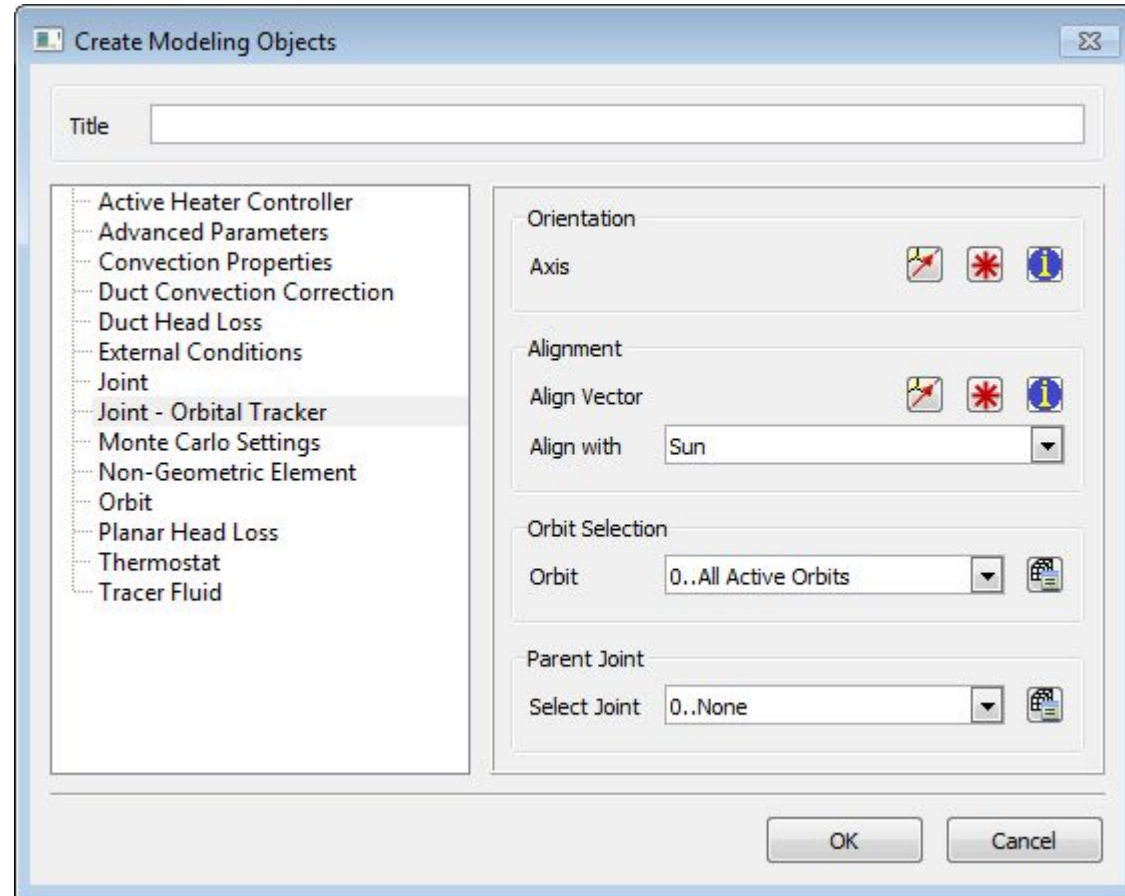 Create Modeling Objects
Title
Active Heater Controller
Advanced Parameters
Convection Properties
Duct Convection Correction
Duct Head Loss
External Conditions
Joint
Joint - Orbital Tracker
Monte Carlo Settings
Non-Geometric Element
Orbit
Planar Head Loss
Thermostat
Tracer Fluid
Orientation
Axis
Alignment
Align Vector
Align with Sun
Orbit Selection
Orbit 0..All Active Orbits
Parent Joint
Select Joint 0..None
OK Cancel